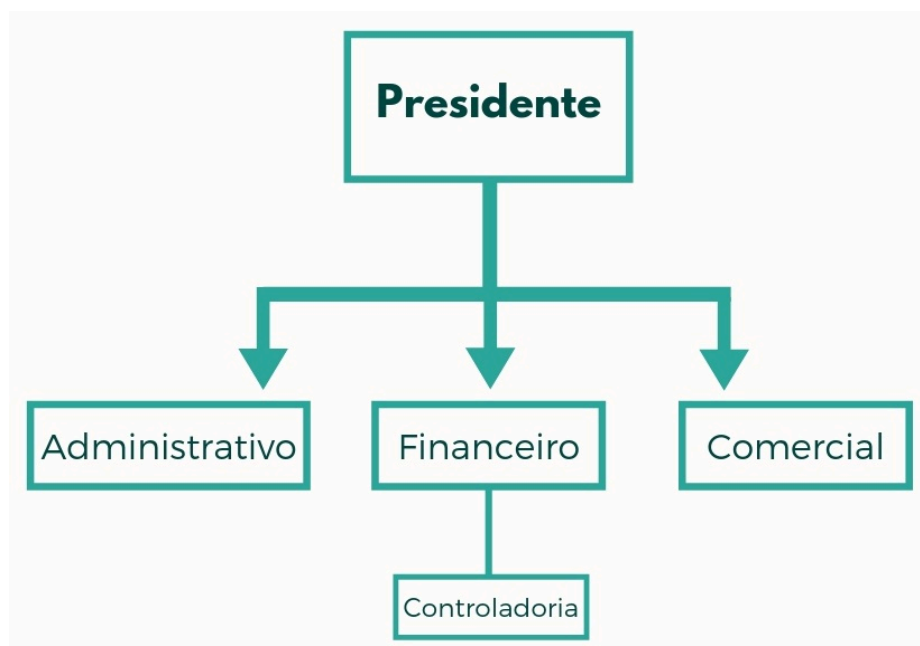 Presidente
Administrativo
Financeiro
Comercial
Controladoria